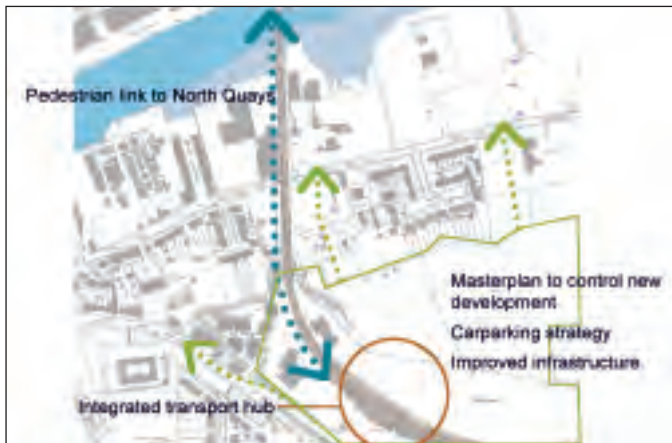 Pedestrian link to North Quays
Masterplan to control new
development
Carparking strategy
Improved infrastructure.
Integrated transport hub